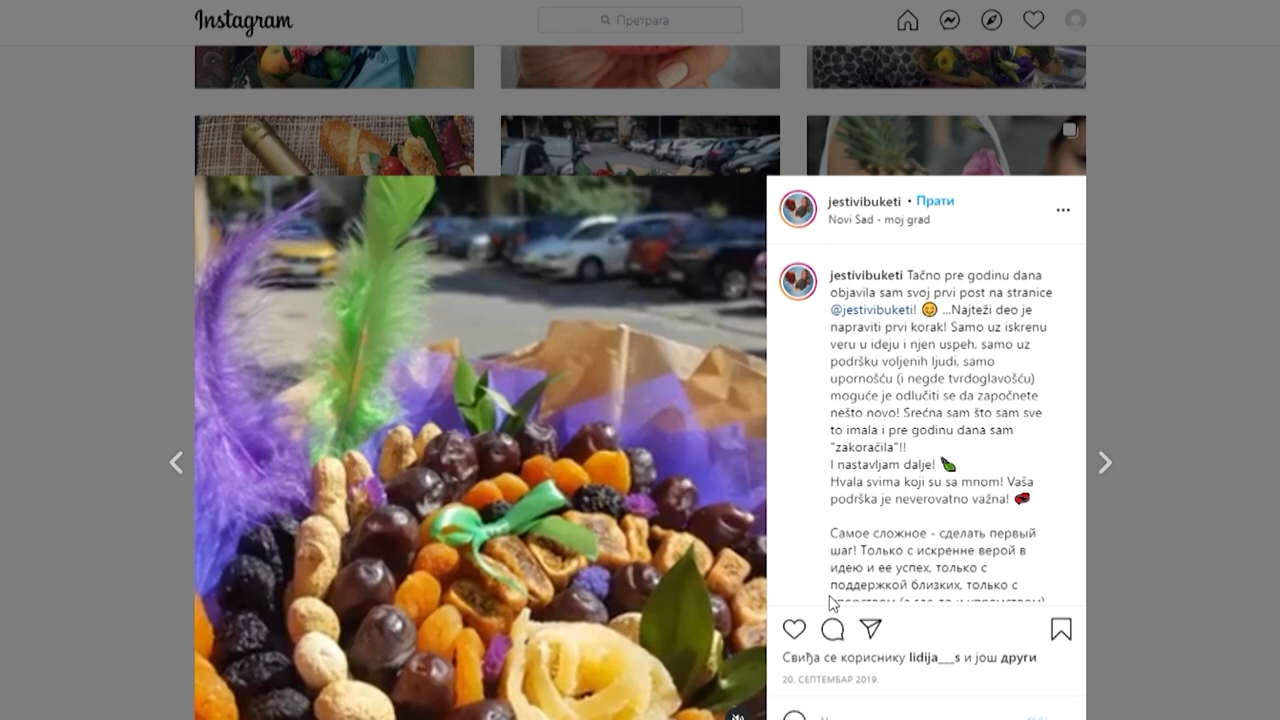 Instagram
Претрага
jestivibuketi • Прати
Novi Sad - moj grad
jestivibuketi Tačno pre godinu dana
objavila sam svoj prvi post na stranice
@jestivibuketi! 😊 ...Najteži deo je
napraviti prvi korak! Samo uz iskrenu
veru u ideju i njen uspeh, samo uz
podršku voljenih ljudi, samo
upornošću (i negde tvrdoglavošću)
moguće je odlučiti se da započnete
nešto novo! Srećna sam što sam sve
to imala i pre godinu dana sam
"zakoračila"!!
I nastavljam dalje!
Hvala svima koji su sa mnom! Vaša
podrška je neverovatno važna!
Самое сложное - сделать первый
шаг! Только с искренне верой в
идею и ее успех, только с
поддержкой близких, только с
Свиђа се кориснику lidija___s и још други
20. СЕПТЕМБАР 2019.